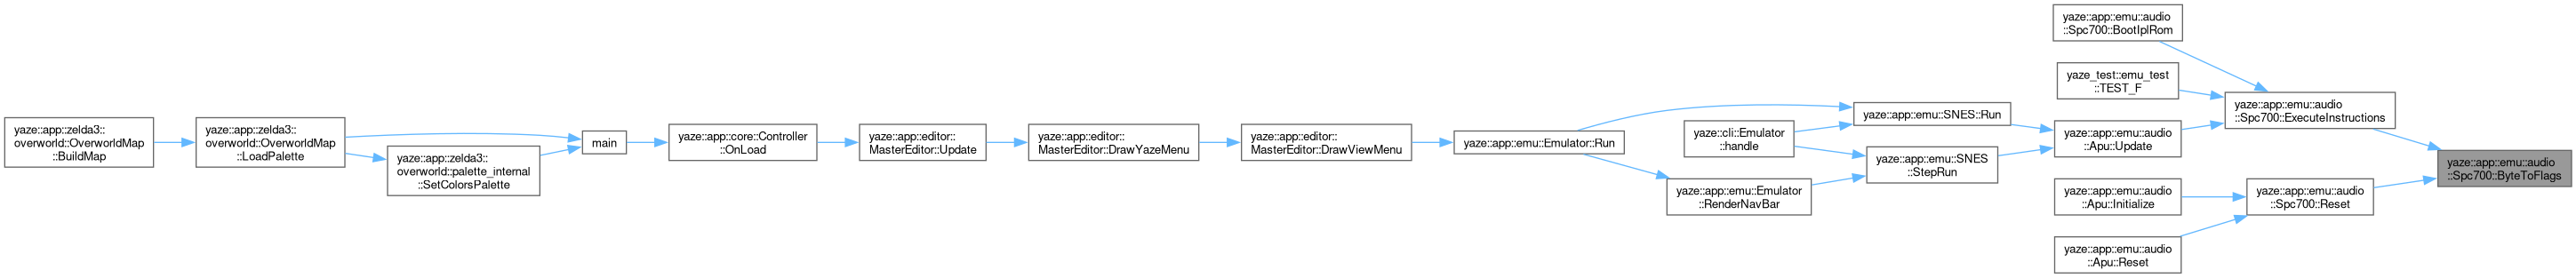 yaze::app::zelda3::
overworld::OverworldMap
::BuildMap
yaze::app::zelda3::
overworld::OverworldMap
::LoadPalette
yaze::app::zelda3::
overworld::palette_internal
::SetColorsPalette
main
yaze::app::core::Controller
::OnLoad
yaze::app::editor::
MasterEditor::Update
yaze::app::editor::
MasterEditor::DrawYazeMenu
yaze::app::editor::
MasterEditor::DrawViewMenu
yaze::app::emu::Emulator::Run
yaze::app::emu::SNES::Run
yaze::cli::Emulator
::handle
yaze::app::emu::SNES
::StepRun
yaze::app::emu::Emulator
::RenderNavBar
yaze::app::emu::audio
::Spc700::BootIplRom
yaze_test::emu_test
::TEST_F
yaze::app::emu::audio
::Apu::Update
yaze::app::emu::audio
::Apu::Initialize
yaze::app::emu::audio
::Apu::Reset
yaze::app::emu::audio
::Spc700::ExecuteInstructions
yaze::app::emu::audio
::Spc700::Reset
yaze::app::emu::audio
::Spc700::ByteToFlags